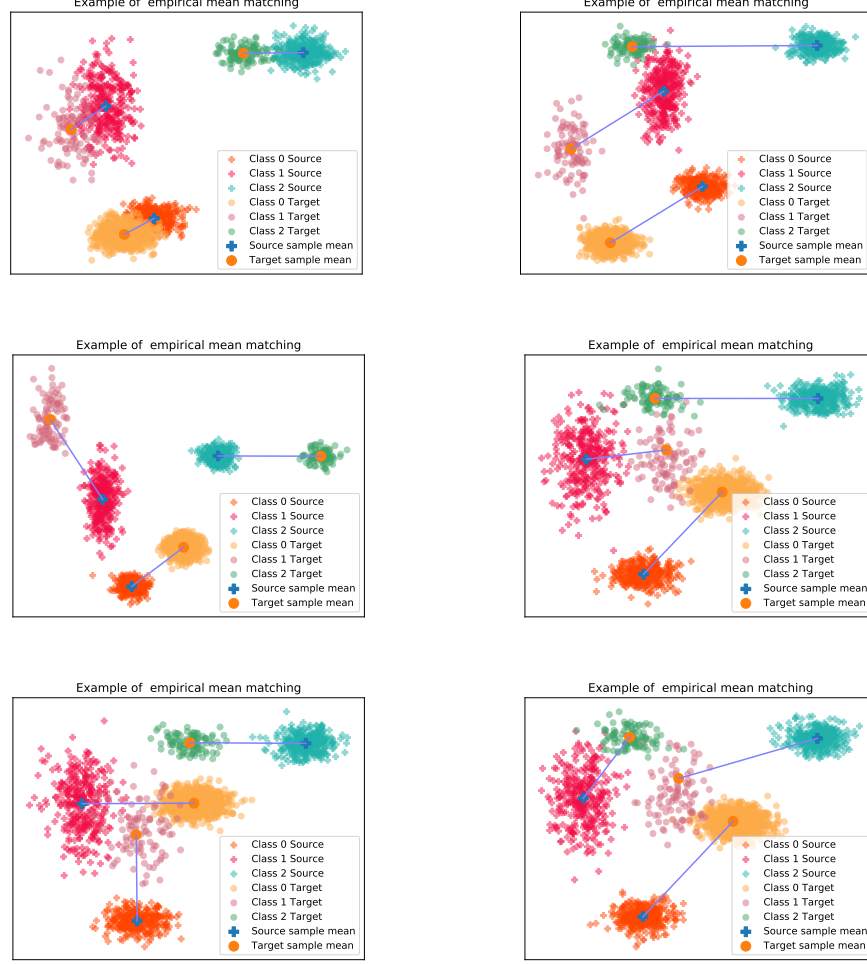 Example of  empirical mean matching
Class 0 Source
Class 1 Source
Class 2 Source
Class 0 Target
Class 1 Target
Class 2 Target
Source sample mean
Target sample mean
Example of  empirical mean matching
Class 0 Source
Class 1 Source
Class 2 Source
Class 0 Target
Class 1 Target
Class 2 Target
Source sample mean
Target sample mean
Example of  empirical mean matching
Class 0 Source
Class 1 Source
Class 2 Source
Class 0 Target
Class 1 Target
Class 2 Target
Source sample mean
Target sample mean
Example of  empirical mean matching
Class 0 Source
Class 1 Source
Class 2 Source
Class 0 Target
Class 1 Target
Class 2 Target
Source sample mean
Target sample mean
Example of  empirical mean matching
Class 0 Source
Class 1 Source
Class 2 Source
Class 0 Target
Class 1 Target
Class 2 Target
Source sample mean
Target sample mean
Example of  empirical mean matching
Class 0 Source
Class 1 Source
Class 2 Source
Class 0 Target
Class 1 Target
Class 2 Target
Source sample mean
Target sample mean